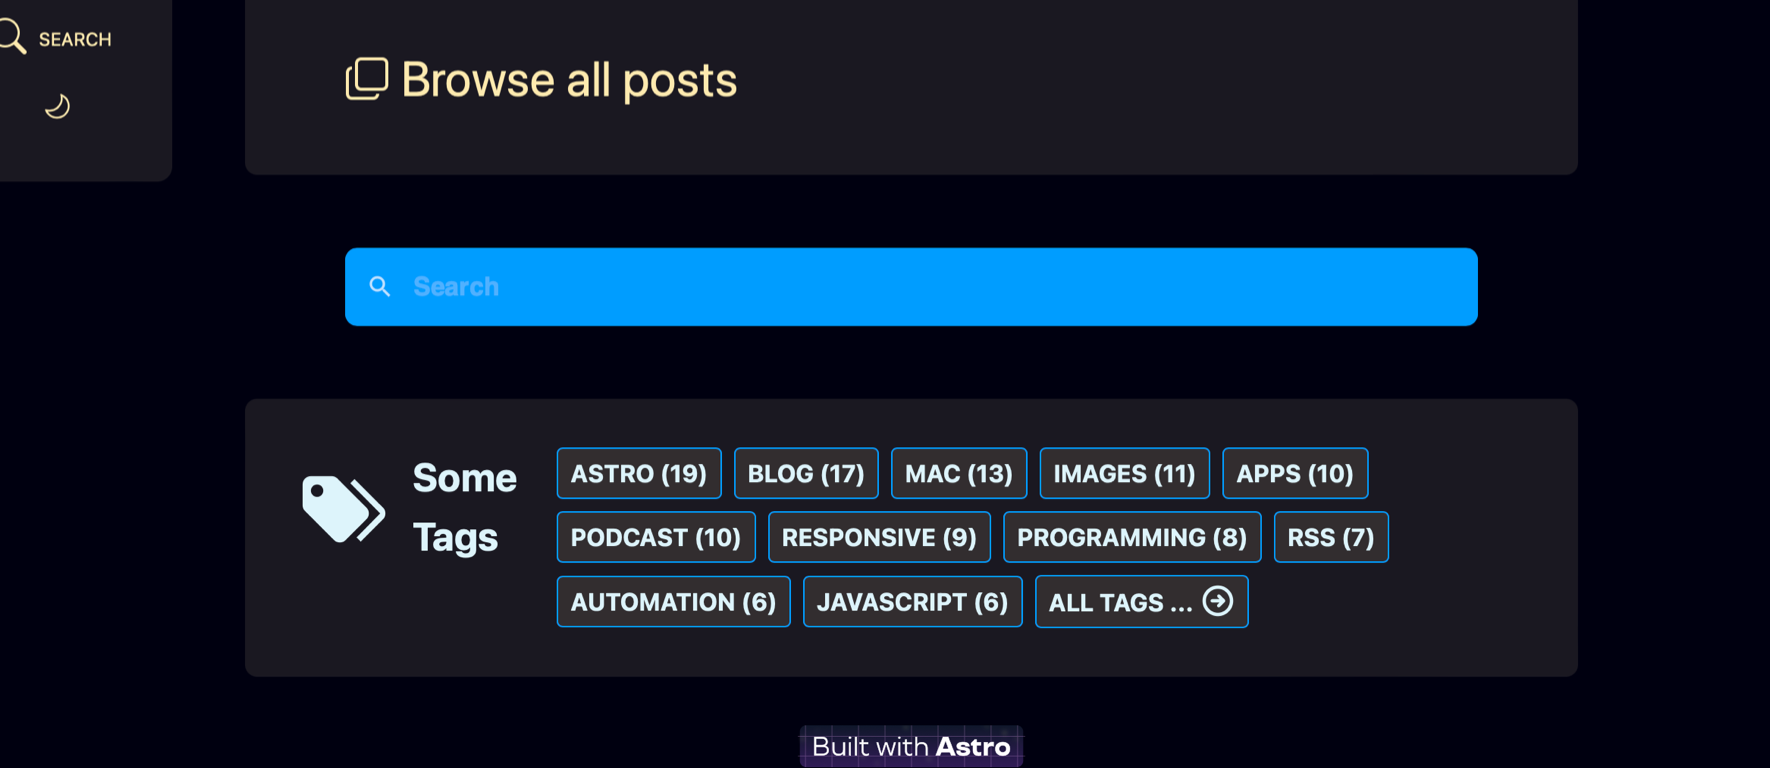 SEARCH
Browse all posts
Search
Some
Tags
ASTRO (19) BLOG (17) MAC (13) IMAGES (11) APPS (10)
PODCAST (10) RESPONSIVE (9) PROGRAMMING (8) RSS (7)
AUTOMATION (6) JAVASCRIPT (6) ALL TAGS ...
Built with Astro